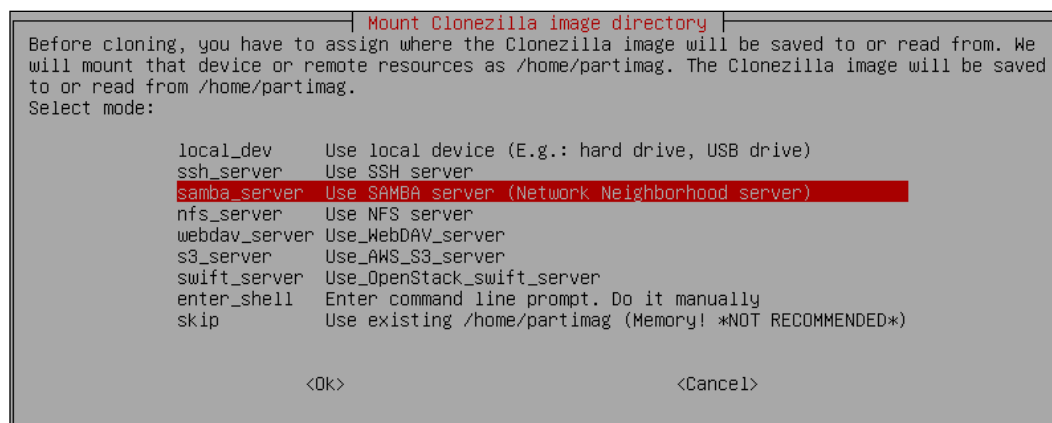 Mount Clonezilla image directory
Before cloning, you have to assign where the Clonezilla image will be saved to or read from. We
will mount that device or remote resources as /home/partimag. The Clonezilla image will be saved
to or read from /home/partimag.
Select mode:
local_dev Use local device (E.g.: hard drive, USB drive)
ssh_server Use SSH server
samba_server Use SAMBA server (Network Neighborhood server)
nfs_server Use NFS server
webdav_server Use_WebDAV_server
s3_server Use_AWS_S3_server
swift_server Use_OpenStack_swift_server
enter_shell Enter command line prompt. Do it manually
skip Use existing /home/partimag (Memory! *NOT RECOMMENDED*)
<Ok> <Cancel>